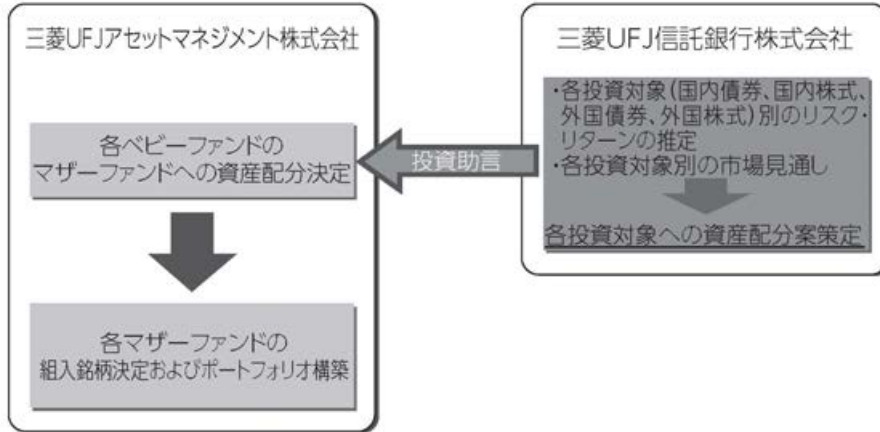 三菱UFJアセットマネジメント株式会社
各ベビーファンドの
マザーファンドへの資産配分決定
各マザーファンドの
組入銘柄決定およびポートフォリオ構築
投資助言
三菱UFJ信託銀行株式会社
・各投資対象(国内債券、国内株式、
外国債券、外国株式)別のリスク・
リターンの推定
・各投資対象別の市場見通し
各投資対象への資産配分案策定